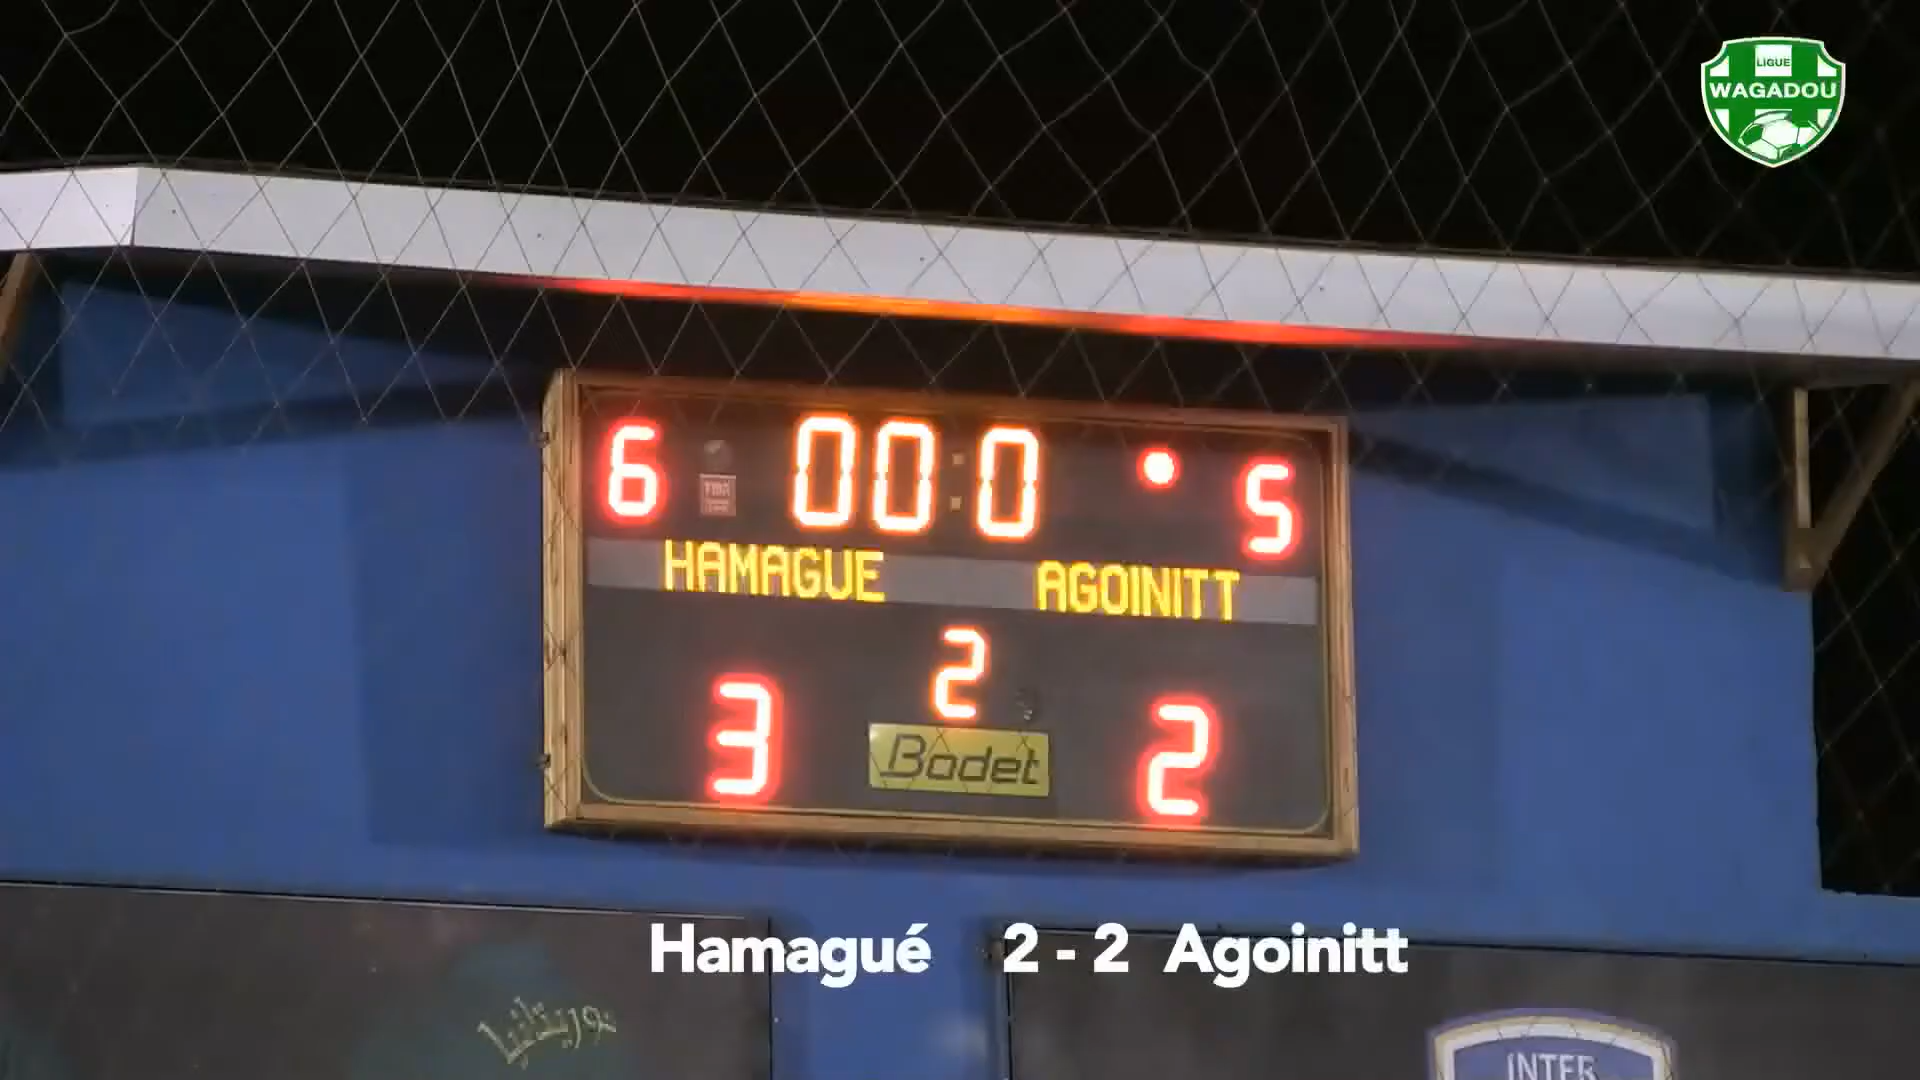 LIGUE
WAGADOU
6 00:0 5
HAMAGUE AGOINITT
2
3 2
Bodet
Hamagué 2 - 2 Agoinitt
INTER